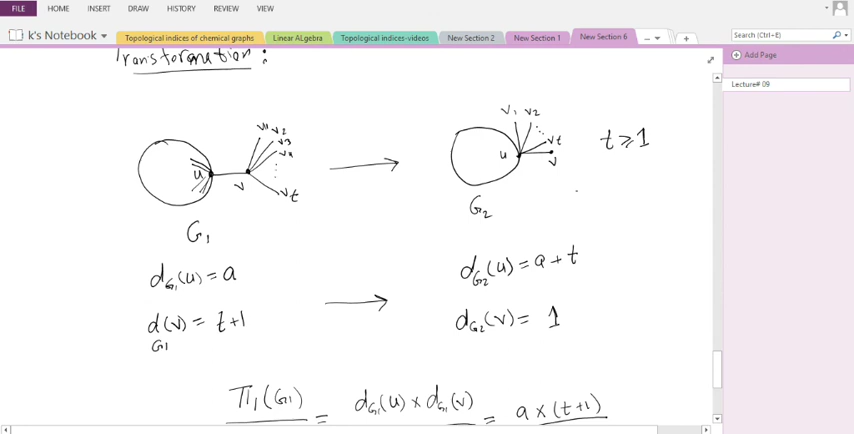 FILE HOME INSERT DRAW HISTORY REVIEW VIEW
k's Notebook Topological indices of chemical graphs Linear ALgebra Topological indices-videos New Section 2 New Section 1 New Section 6 Search (Ctrl+E)
Add Page
Lecture# 09
Transformation :
u v v1 v2 v3 v4 vt
G1
u v1 v2 vt v
G2
t ≥ 1
dG1(u) = a
dG2(u) = a + t
d(v) = t+1
G1
dG2(v) = 1
Π1(G1) = dG1(u) × dG1(v) = a × (t+1)